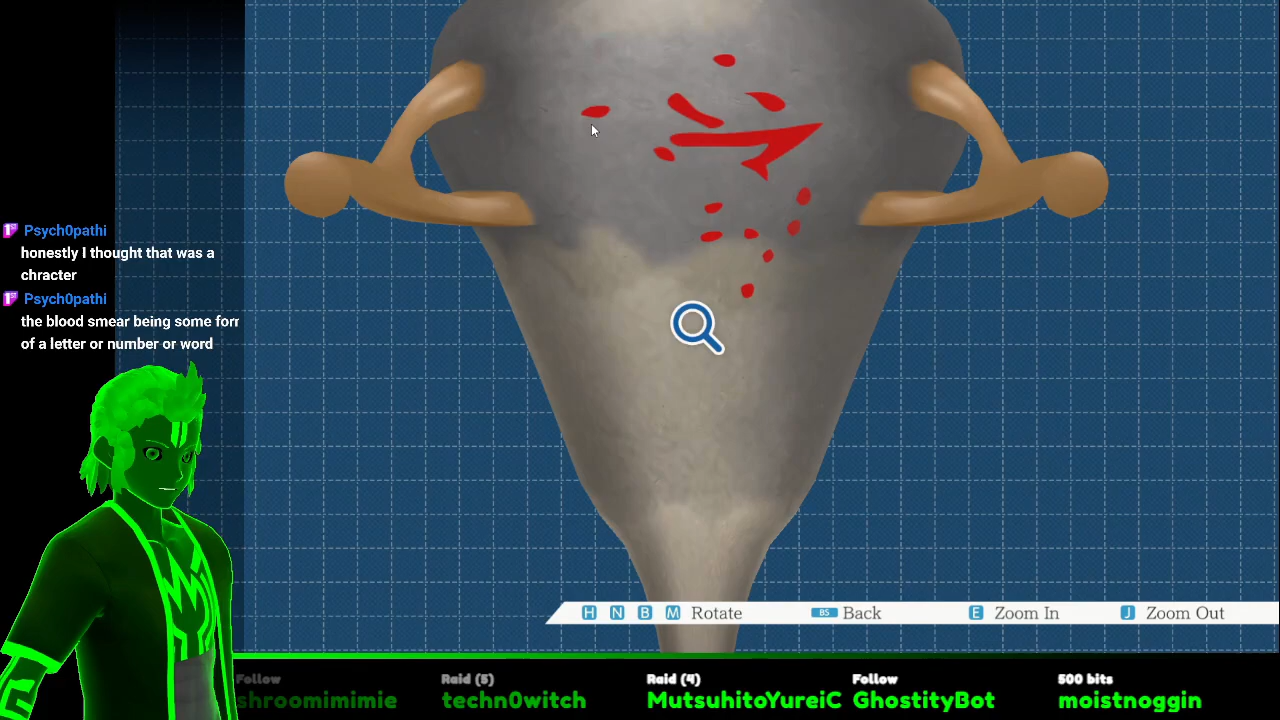 Psych0pathi
honestly I thought that was a
chracter
Psych0pathi
the blood smear being some form
of a letter or number or word
H N B M Rotate BS Back E Zoom In J Zoom Out
Follow Raid (5) Raid (4) Follow 500 bits
shroomimimie techn0witch MutsuhitoYureiC GhostityBot moistnoggin